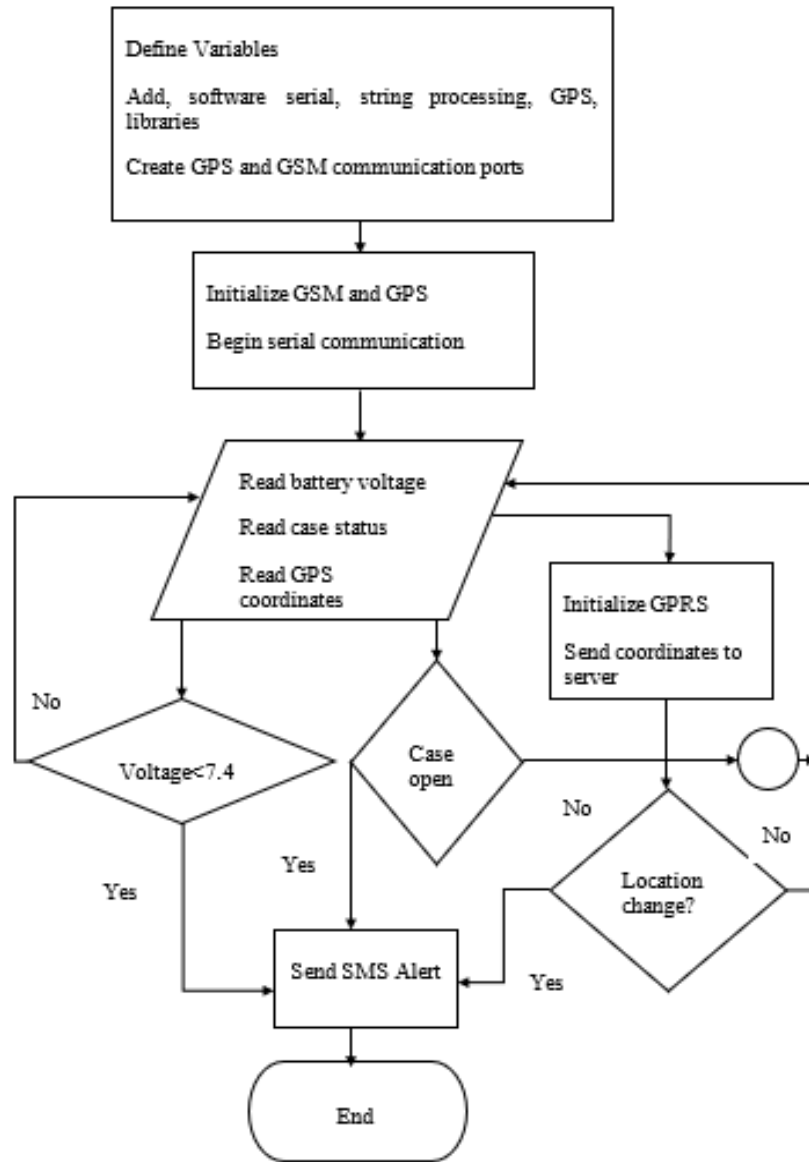 Define Variables
Add, software serial, string processing, GPS,
libraries
Create GPS and GSM communication ports
Initialize GSM and GPS
Begin serial communication
Read battery voltage
Read case status
Read GPS
coordinates
Initialize GPRS
Send coordinates to
server
No
Voltage<7.4
Case
open
No
No
Yes
Yes
Location
change?
Send SMS Alert
Yes
End